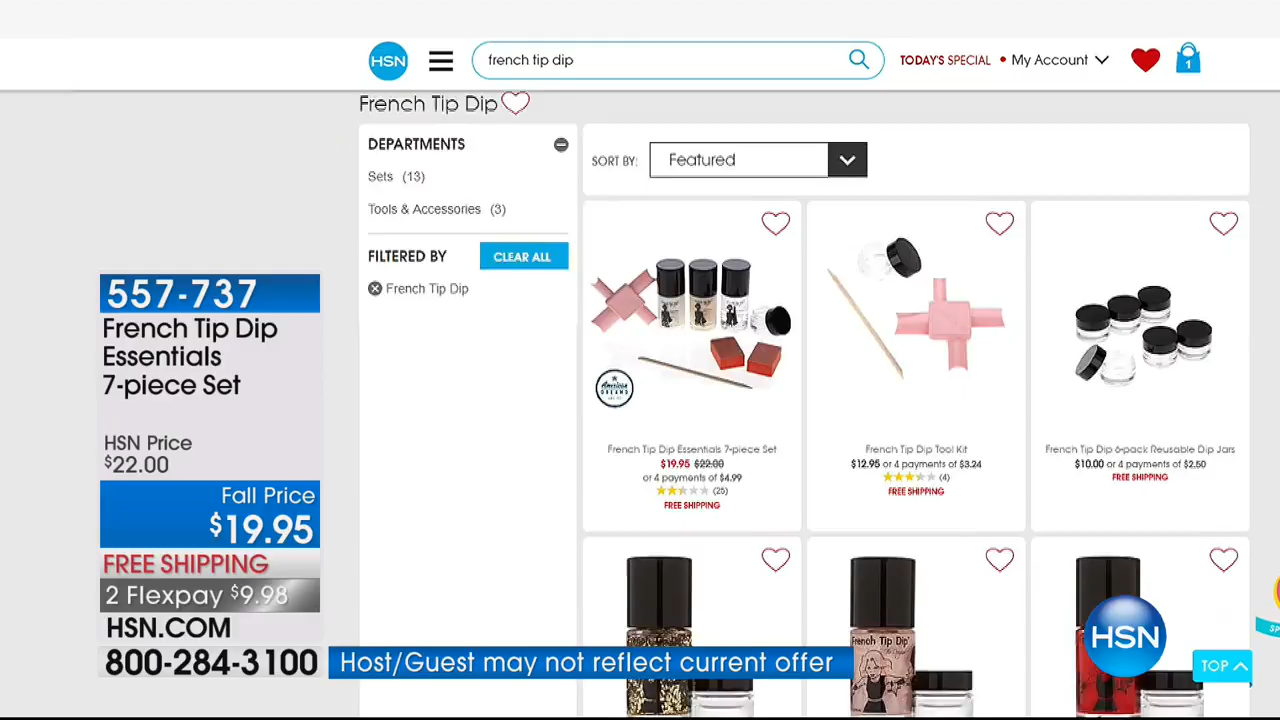 HSN
french tip dip
TODAY'S SPECIAL • My Account
1
French Tip Dip
DEPARTMENTS
Sets (13)
Tools & Accessories (3)
FILTERED BY
CLEAR ALL
French Tip Dip
SORT BY:
Featured
American
DREAMS
French Tip Dip Essentials 7-piece Set
$19.95 $22.00
or 4 payments of $4.99
(25)
FREE SHIPPING
French Tip Dip Tool Kit
$12.95 or 4 payments of $3.24
(4)
FREE SHIPPING
French Tip Dip 6-pack Reusable Dip Jars
$10.00 or 4 payments of $2.50
FREE SHIPPING
French Tip Dip
557-737
French Tip Dip
Essentials
7-piece Set
HSN Price
$22.00
Fall Price
$19.95
FREE SHIPPING
2 Flexpay $9.98
HSN.COM
800-284-3100
Host/Guest may not reflect current offer
HSN
TOP
SP